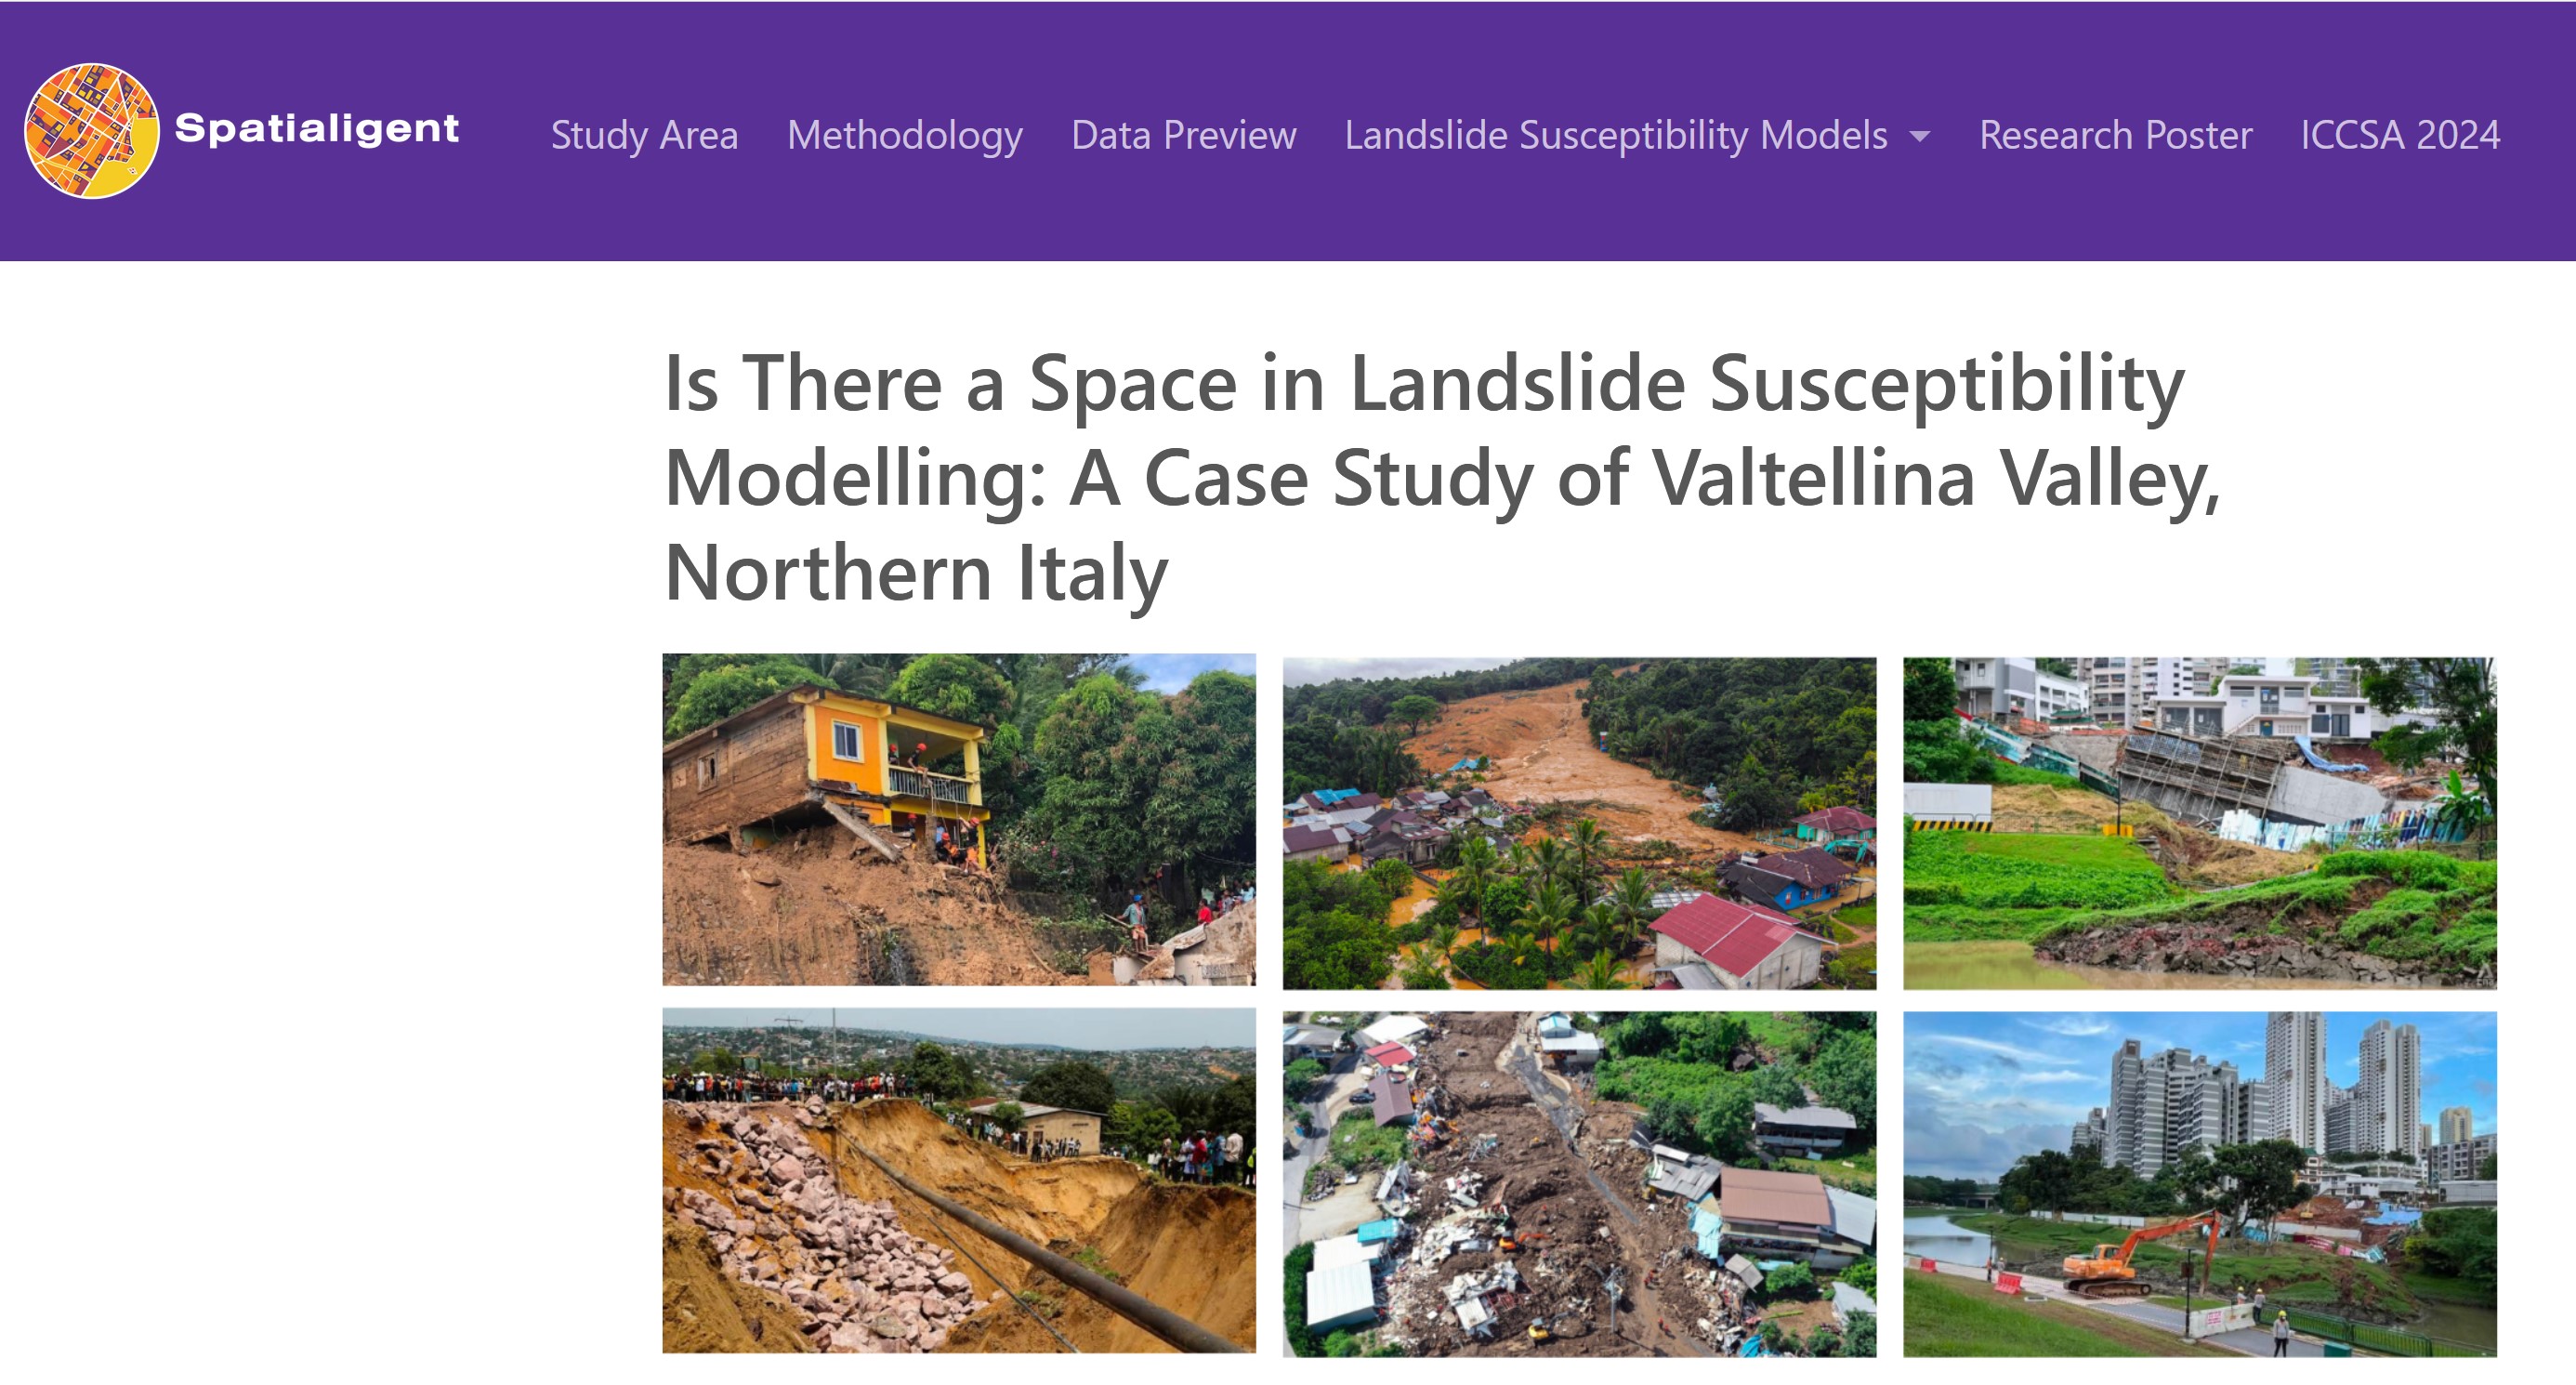 Spatialigent
Study Area
Methodology
Data Preview
Landslide Susceptibility Models
Research Poster
ICCSA 2024
Is There a Space in Landslide Susceptibility
Modelling: A Case Study of Valtellina Valley,
Northern Italy